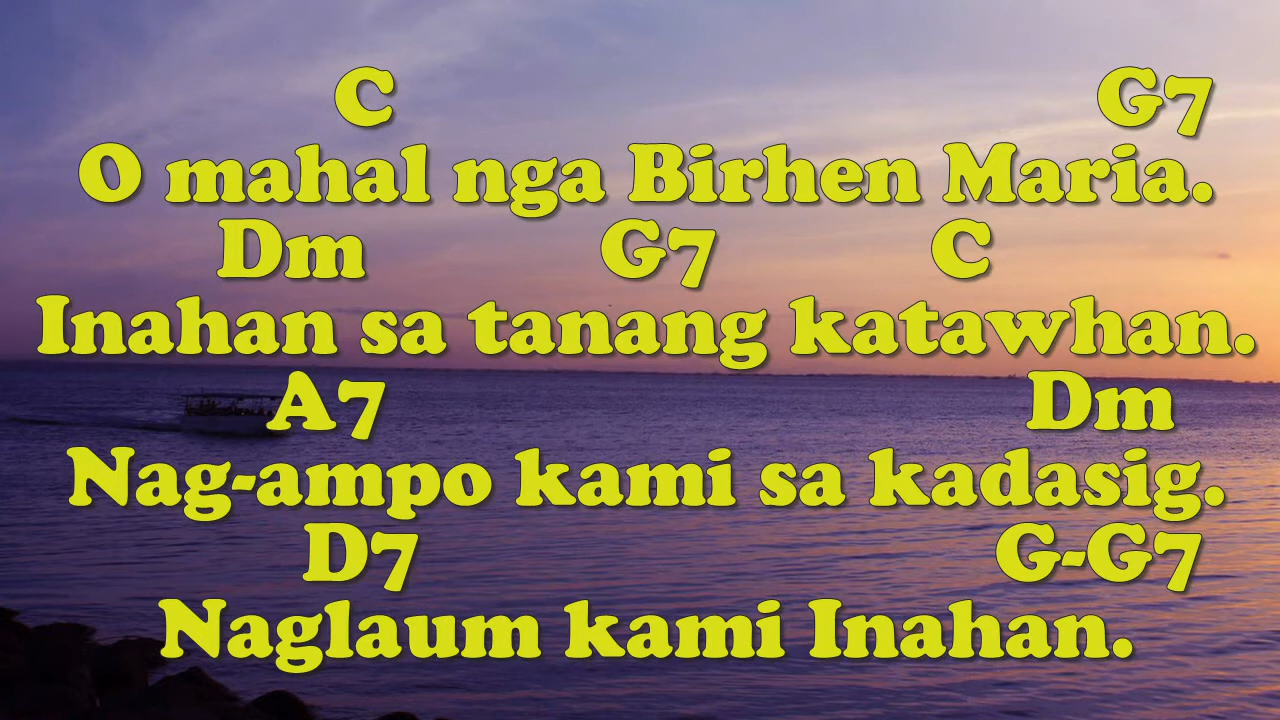 C G7
O mahal nga Birhen Maria.
Dm G7 C
Inahan sa tanang katawhan.
A7 Dm
Nag-ampo kami sa kadasig.
D7 G-G7
Naglaum kami Inahan.